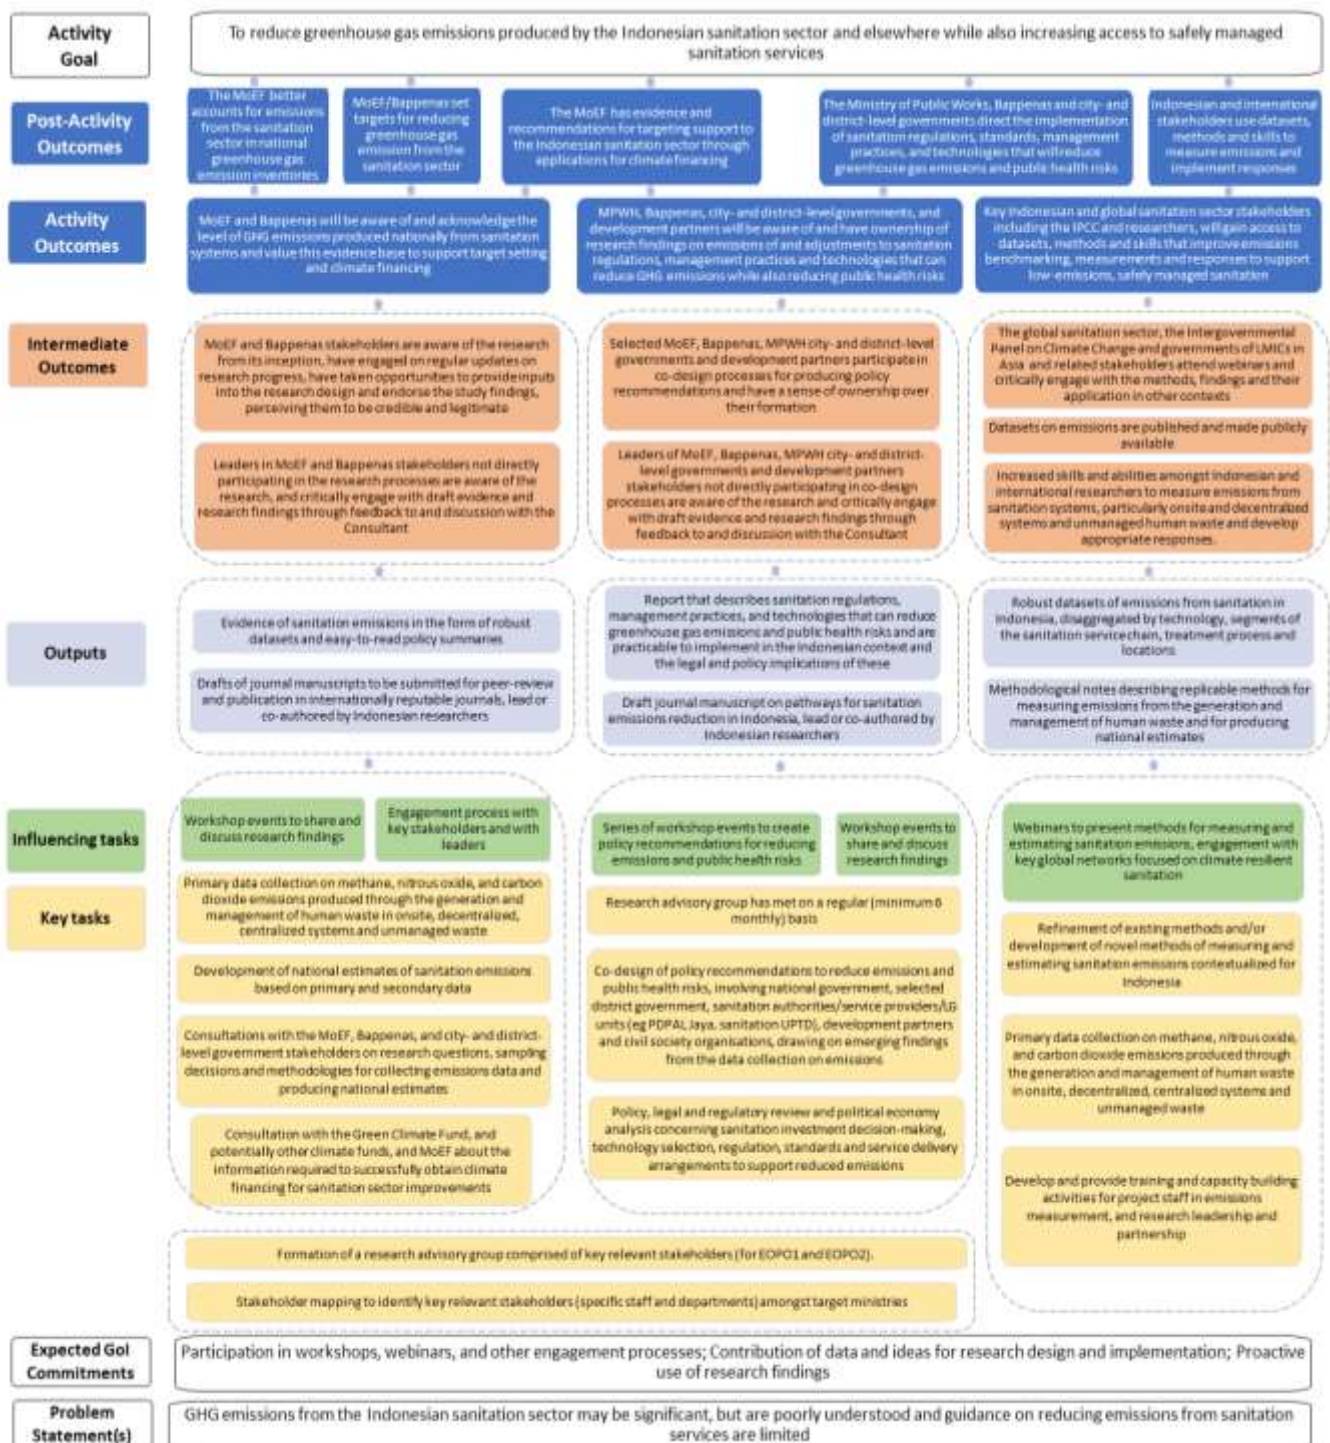 Activity
Goal
To reduce greenhouse gas emissions produced by the Indonesian sanitation sector and elsewhere while also increasing access to safely managed
sanitation services
Post-Activity
Outcomes
The MoEF better
accounts for emissions
from the sanitation
sector in national
greenhouse gas
emission inventories
MoEF/Bappenas set
targets for reducing
greenhouse gas
emission from the
sanitation sector
The MoEF has evidence and
recommendations for targeting support to
the Indonesian sanitation sector through
applications for climate financing
The Ministry of Public Works, Bappenas and city- and
district-level governments direct the implementation
of sanitation regulations, standards, management
practices, and technologies that will reduce
greenhouse gas emissions and public health risks
Indonesian and international
stakeholders use datasets,
methods and skills to
measure emissions and
implement responses
Activity
Outcomes
MoEF and Bappenas will be aware of and acknowledge the
level of GHG emissions produced nationally from sanitation
systems and value this evidence base to support target setting
and climate financing
MPWH, Bappenas, city- and district-level governments, and
development partners will be aware of and have ownership of
research findings on emissions of and adjustments to sanitation
regulations, management practices and technologies that can
reduce GHG emissions while also reducing public health risks
Key Indonesian and global sanitation sector stakeholders
including the IPCC and researchers, will gain access to
datasets, methods and skills that improve emissions
benchmarking, measurements and responses to support
low-emissions, safely managed sanitation
Intermediate
Outcomes
MoEF and Bappenas stakeholders are aware of the research
from its inception, have engaged on regular updates on
research progress, have taken opportunities to provide inputs
into the research design and endorse the study findings,
perceiving them to be credible and legitimate
Leaders in MoEF and Bappenas stakeholders not directly
participating in the research processes are aware of the
research, and critically engage with draft evidence and
research findings through feedback to and discussion with the
Consultant
Selected MoEF, Bappenas, MPWH city- and district-level
governments and development partners participate in
co-design processes for producing policy
recommendations and have a sense of ownership over
their formation
Leaders of MoEF, Bappenas, MPWH city- and district-
level governments and development partners
stakeholders not directly participating in co-design
processes are aware of the research and critically engage
with draft evidence and research findings through
feedback to and discussion with the Consultant
The global sanitation sector, the Intergovernmental
Panel on Climate Change and governments of LMICs in
Asia and related stakeholders attend webinars and
critically engage with the methods, findings and their
application in other contexts
Datasets on emissions are published and made publicly
available
Increased skills and abilities amongst Indonesian and
international researchers to measure emissions from
sanitation systems, particularly onsite and decentralized
systems and unmanaged human waste and develop
appropriate responses.
Outputs
Evidence of sanitation emissions in the form of robust
datasets and easy-to-read policy summaries
Drafts of journal manuscripts to be submitted for peer-review
and publication in internationally reputable journals, lead or
co-authored by Indonesian researchers
Report that describes sanitation regulations,
management practices, and technologies that can reduce
greenhouse gas emissions and public health risks and are
practicable to implement in the Indonesian context and
the legal and policy implications of these
Draft journal manuscript on pathways for sanitation
emissions reduction in Indonesia, lead or co-authored by
Indonesian researchers
Robust datasets of emissions from sanitation in
Indonesia, disaggregated by technology, segments of
the sanitation service chain, treatment process and
locations
Methodological notes describing replicable methods for
measuring emissions from the generation and
management of human waste and for producing
national estimates
Influencing tasks
Workshop events to share and
discuss research findings
Engagement process with
key stakeholders and with
leaders
Series of workshop events to create
policy recommendations for reducing
emissions and public health risks
Workshop events to
share and discuss
research findings
Webinars to present methods for measuring and
estimating sanitation emissions, engagement with
key global networks focused on climate resilient
sanitation
Key tasks
Primary data collection on methane, nitrous oxide, and carbon
dioxide emissions produced through the generation and
management of human waste in onsite, decentralized,
centralized systems and unmanaged waste
Development of national estimates of sanitation emissions
based on primary and secondary data
Consultations with the MoEF, Bappenas, and city- and district-
level government stakeholders on research questions, sampling
decisions and methodologies for collecting emissions data and
producing national estimates
Consultation with the Green Climate Fund, and
potentially other climate funds, and MoEF about the
information required to successfully obtain climate
financing for sanitation sector improvements
Research advisory group has met on a regular (minimum 6
monthly) basis
Co-design of policy recommendations to reduce emissions and
public health risks, involving national government, selected
district government, sanitation authorities/service providers/LG
units (eg PDPAL Jaya, sanitation UPTD), development partners
and civil society organisations, drawing on emerging findings
from the data collection on emissions
Policy, legal and regulatory review and political economy
analysis concerning sanitation investment decision-making,
technology selection, regulation, standards and service delivery
arrangements to support reduced emissions
Refinement of existing methods and/or
development of novel methods of measuring and
estimating sanitation emissions contextualized for
Indonesia
Primary data collection on methane, nitrous oxide,
and carbon dioxide emissions produced through
the generation and management of human waste
in onsite, decentralized, centralized systems and
unmanaged waste
Develop and provide training and capacity building
activities for project staff in emissions
measurement, and research leadership and
partnership
Formation of a research advisory group comprised of key relevant stakeholders (for EOPO1 and EOPO2).
Stakeholder mapping to identify key relevant stakeholders (specific staff and departments) amongst target ministries
Expected GoI
Commitments
Participation in workshops, webinars, and other engagement processes; Contribution of data and ideas for research design and implementation; Proactive
use of research findings
Problem
Statement(s)
GHG emissions from the Indonesian sanitation sector may be significant, but are poorly understood and guidance on reducing emissions from sanitation
services are limited